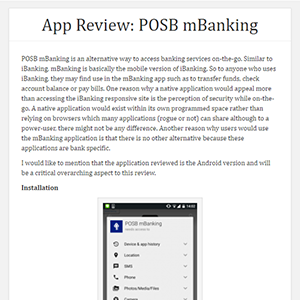 App Review: POSB mBanking
POSB mBanking is an alternative way to access banking services on-the-go. Similar to
iBanking, mBanking is basically the mobile version of iBanking. So to anyone who uses
iBanking, they may find use in the mBanking app such as to transfer funds, check
account balance or pay bills. One reason why a native application would appeal more
than accessing the iBanking responsive site is the perception of security while on-the-
go. A native application would exist within its own programmed space rather than
relying on browsers which many applications (rogue or not) can share although to a
power-user, there might not be any difference. Another reason why users would use
the mBanking application is that there is no other alternative because these
applications are bank specific.
I would like to mention that the application reviewed is the Android version and will
be a critical overarching aspect to this review.
Installation
14:02
POSB mBanking
needs access to
Device & app history
Location
SMS
Phone
Photos/Media/Files
Camera